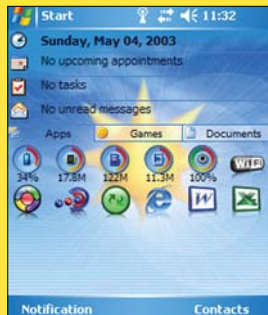 Start 11:32
Sunday, May 04, 2003
No upcoming appointments
No tasks
No unread messages
Apps Games Documents
34% 17.8M 122M 11.3M 100% WiFi
Notification Contacts